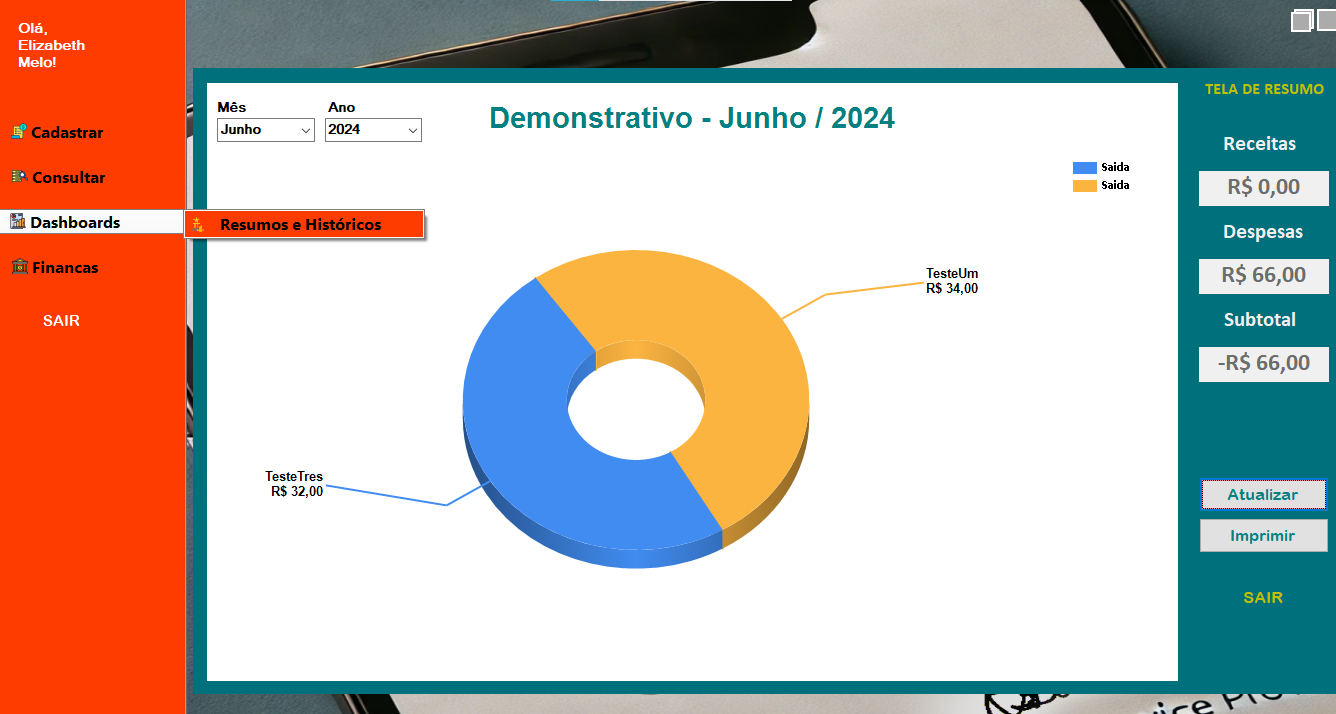 Olá,
Elizabeth
Melo!
Cadastrar
Consultar
Dashboards
Financas
SAIR
Resumos e Históricos
Mês
Junho
Ano
2024
Demonstrativo - Junho / 2024
Saida
Saida
TesteUm
R$ 34,00
TesteTres
R$ 32,00
TELA DE RESUMO
Receitas
R$ 0,00
Despesas
R$ 66,00
Subtotal
-R$ 66,00
Atualizar
Imprimir
SAIR